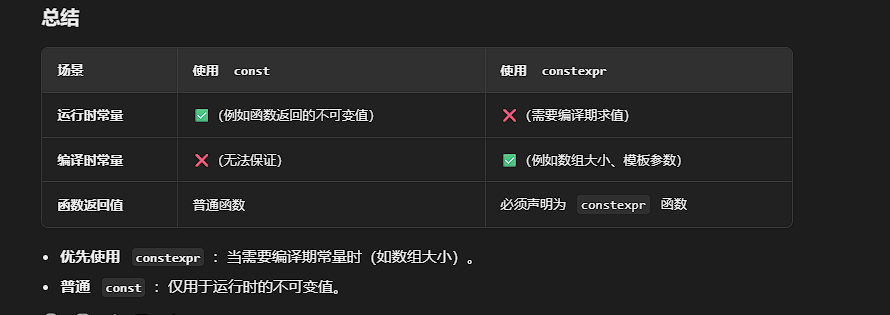 总结
场景 使用 const 使用 constexpr
运行时常量 ✅（例如函数返回的不可变值） ❌（需要编译期求值）
编译时常量 ❌（无法保证） ✅（例如数组大小、模板参数）
函数返回值 普通函数 必须声明为 constexpr 函数
• 优先使用 constexpr ：当需要编译期常量时（如数组大小）。
• 普通 const ：仅用于运行时的不可变值。